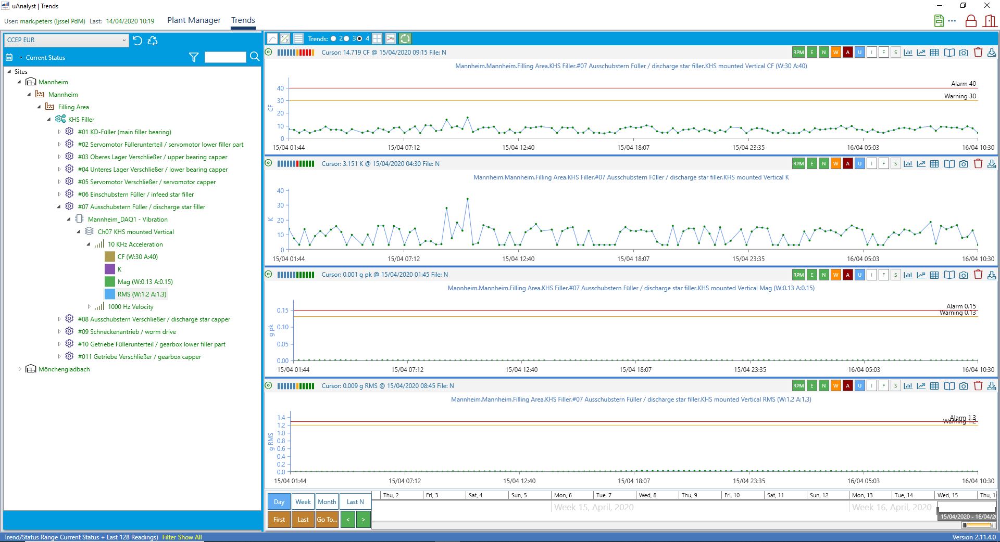 uAnalyst | Trends
User: mark.peters (Ijssel PdM) Last: 14/04/2020 10:19 Plant Manager Trends
CCEP EUR
Current Status
Sites
Mannheim
Mannheim
Filling Area
KHS Filler
#01 KD-Füller (main filler bearing)
#02 Servomotor Füllerunterteil / servomotor lower filler part
#03 Oberes Lager Verschließer / upper bearing capper
#04 Unteres Lager Verschließer / lower bearing capper
#05 Servomotor Verschließer / servomotor capper
#06 Einschubstern Füller / infeed star filler
#07 Ausschubstern Füller / discharge star filler
Mannheim_DAQ1 - Vibration
Ch07 KHS mounted Vertical
10 KHz Acceleration
CF (W:30 A:40)
K
Mag (W:0.13 A:0.15)
RMS (W:1.2 A:1.3)
1000 Hz Velocity
#08 Ausschubstern Verschließer / discharge star capper
#09 Schneckenantrieb / worm drive
#10 Getriebe Füllerunterteil / gearbox lower filler part
#011 Getriebe Verschließer / gearbox capper
Mönchengladbach
Trends: 2 3 4
Cursor: 14.719 CF @ 15/04/2020 09:15 File: N RPM E N W A U I F S
Mannheim.Mannheim.Filling Area.KHS Filler.#07 Ausschubstern Füller / discharge star filler.KHS mounted Vertical CF (W:30 A:40)
Alarm 40
Warning 30
CF
40
30
20
10
0
15/04 01:44 15/04 07:12 15/04 12:40 15/04 18:07 15/04 23:35 16/04 05:03 16/04 10:30
Cursor: 3.151 K @ 15/04/2020 04:30 File: N RPM E N W A U I F S
Mannheim.Mannheim.Filling Area.KHS Filler.#07 Ausschubstern Füller / discharge star filler.KHS mounted Vertical K
K
40
30
20
10
0
15/04 01:44 15/04 07:12 15/04 12:40 15/04 18:07 15/04 23:35 16/04 05:03 16/04 10:30
Cursor: 0.001 g pk @ 15/04/2020 01:45 File: N RPM E N W A U I F S
Mannheim.Mannheim.Filling Area.KHS Filler.#07 Ausschubstern Füller / discharge star filler.KHS mounted Vertical Mag (W:0.13 A:0.15)
Alarm 0.15
Warning 0.13
g pk
0.15
0.10
0.05
0.00
15/04 01:44 15/04 07:12 15/04 12:40 15/04 18:07 15/04 23:35 16/04 05:03 16/04 10:30
Cursor: 0.009 g RMS @ 15/04/2020 08:45 File: N RPM E N W A U I F S
Mannheim.Mannheim.Filling Area.KHS Filler.#07 Ausschubstern Füller / discharge star filler.KHS mounted Vertical RMS (W:1.2 A:1.3)
Alarm 1.3
Warning 1.2
g RMS
1.4
1.2
1.0
0.8
0.6
0.4
0.2
0.0
15/04 01:44 15/04 07:12 15/04 12:40 15/04 18:07 15/04 23:35 16/04 05:03 16/04 10:30
Day Week Month Last N
First Last Go To... < >
Thu, 2 Fri, 3 Sat, 4 Sun, 5 Mon, 6 Tue, 7 Wed, 8 Thu, 9 Fri, 10 Sat, 11 Sun, 12 Mon, 13 Tue, 14 Wed, 15 Thu, 1
Week 15, April, 2020 Week 16, April, 2020
15/04/2020 - 16/04/20
Trend/Status Range Current Status + Last 128 Readings) Filter Show All Version 2.11.4.0